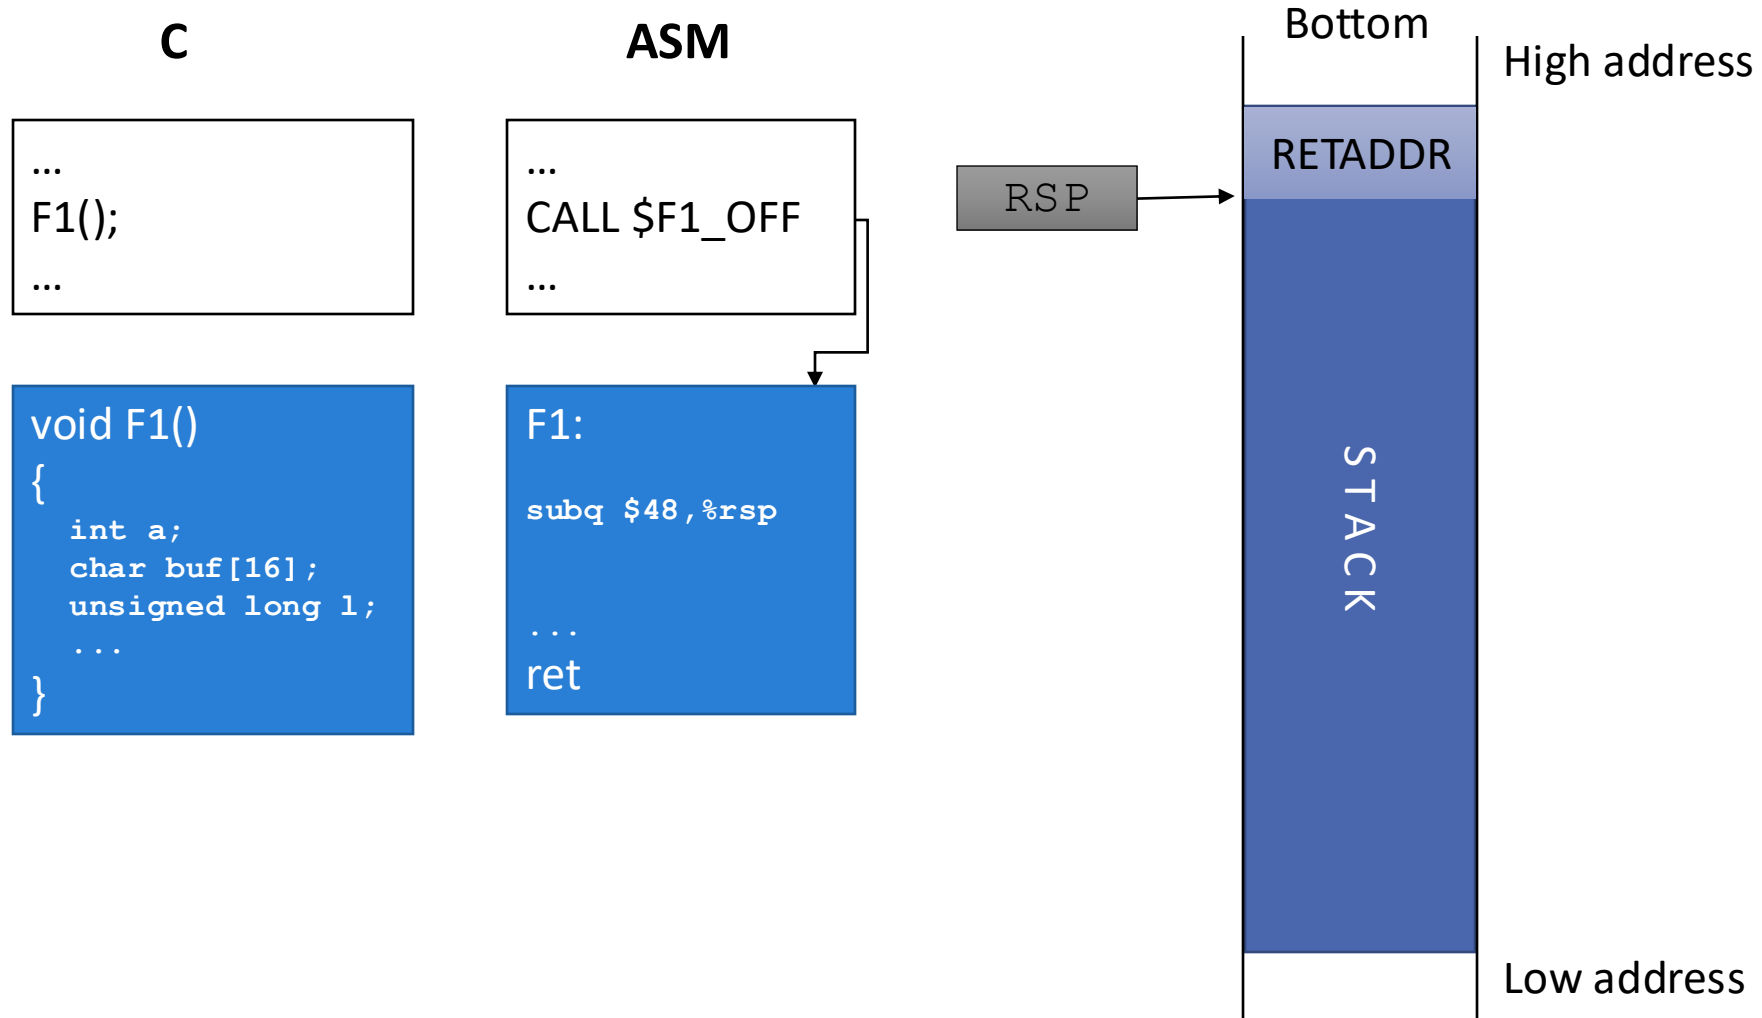 C
...
F1();
...
void F1()
{
int a;
char buf[16];
unsigned long l;
...
}
ASM
...
CALL $F1_OFF
...
F1:
subq $48,%rsp
...
ret
RSP
Bottom
High address
RETADDR
STACK
Low address